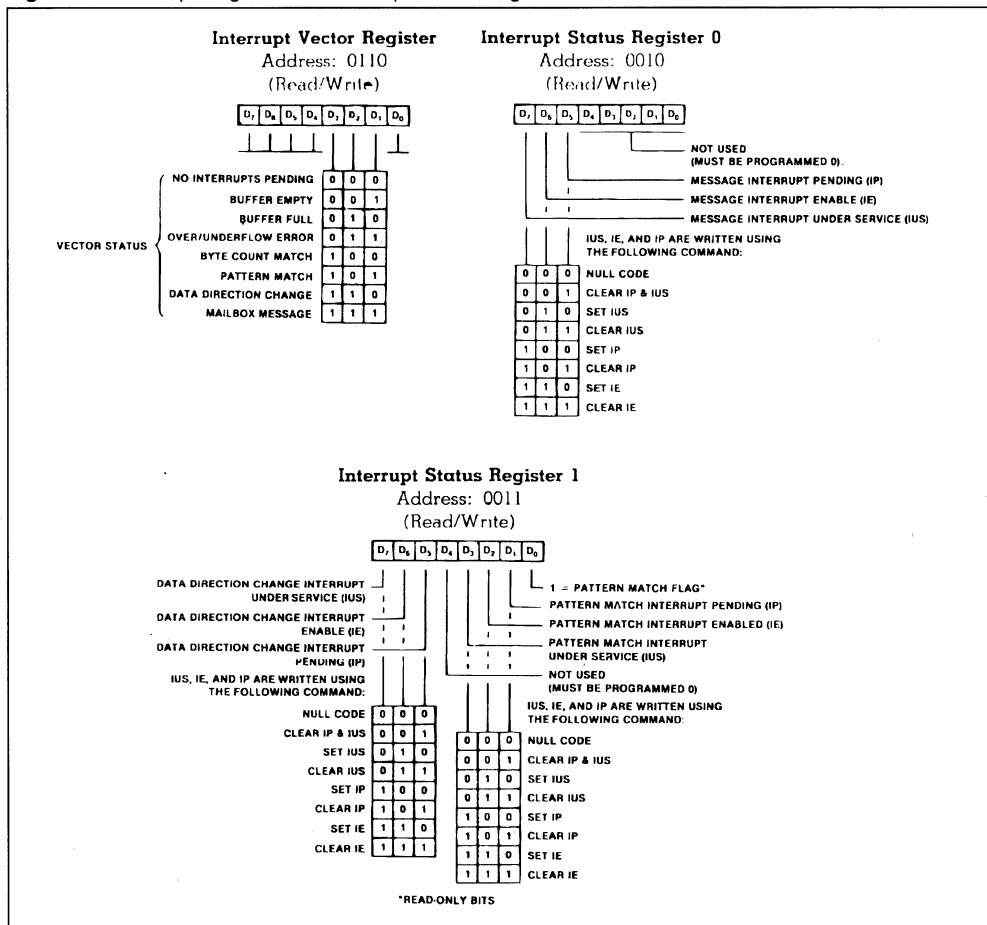 Interrupt Vector Register
Address: 0110
(Read/Write)
D7 D6 D5 D4 D3 D2 D1 D0
NO INTERRUPTS PENDING 0 0 0
BUFFER EMPTY 0 0 1
BUFFER FULL 0 1 0
OVER/UNDERFLOW ERROR 0 1 1
VECTOR STATUS
BYTE COUNT MATCH 1 0 0
PATTERN MATCH 1 0 1
DATA DIRECTION CHANGE 1 1 0
MAILBOX MESSAGE 1 1 1
Interrupt Status Register 0
Address: 0010
(Read/Write)
D7 D6 D5 D4 D3 D2 D1 D0
NOT USED
(MUST BE PROGRAMMED 0).
MESSAGE INTERRUPT PENDING (IP)
MESSAGE INTERRUPT ENABLE (IE)
MESSAGE INTERRUPT UNDER SERVICE (IUS)
IUS, IE, AND IP ARE WRITTEN USING
THE FOLLOWING COMMAND:
0 0 0 NULL CODE
0 0 1 CLEAR IP & IUS
0 1 0 SET IUS
0 1 1 CLEAR IUS
1 0 0 SET IP
1 0 1 CLEAR IP
1 1 0 SET IE
1 1 1 CLEAR IE
Interrupt Status Register 1
Address: 0011
(Read/Write)
D7 D6 D5 D4 D3 D2 D1 D0
DATA DIRECTION CHANGE INTERRUPT
UNDER SERVICE (IUS)
DATA DIRECTION CHANGE INTERRUPT
ENABLE (IE)
DATA DIRECTION CHANGE INTERRUPT
PENDING (IP)
IUS, IE, AND IP ARE WRITTEN USING
THE FOLLOWING COMMAND:
NULL CODE 0 0 0
CLEAR IP & IUS 0 0 1
SET IUS 0 1 0
CLEAR IUS 0 1 1
SET IP 1 0 0
CLEAR IP 1 0 1
SET IE 1 1 0
CLEAR IE 1 1 1
1 = PATTERN MATCH FLAG*
PATTERN MATCH INTERRUPT PENDING (IP)
PATTERN MATCH INTERRUPT ENABLED (IE)
PATTERN MATCH INTERRUPT
UNDER SERVICE (IUS)
NOT USED
(MUST BE PROGRAMMED 0)
IUS, IE, AND IP ARE WRITTEN USING
THE FOLLOWING COMMAND:
0 0 0 NULL CODE
0 0 1 CLEAR IP & IUS
0 1 0 SET IUS
0 1 1 CLEAR IUS
1 0 0 SET IP
1 0 1 CLEAR IP
1 1 0 SET IE
1 1 1 CLEAR IE
*READ-ONLY BITS